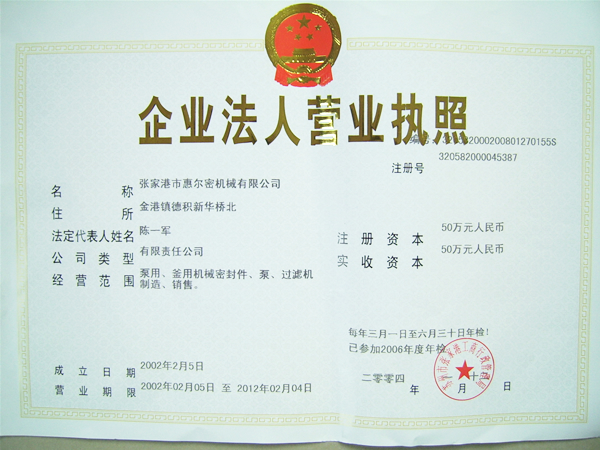 企业法人营业执照
编号: 320582000200801270155S
注册号 320582000045387
名称 张家港市惠尔密机械有限公司
住所 金港镇德积新华桥北
法定代表人姓名 陈一军
注册资本 50万元人民币
公司类型 有限责任公司
实收资本 50万元人民币
经营范围 泵用、釜用机械密封件、泵、过滤机
制造、销售。
每年三月一日至六月三十日年检!
已参加2006年度年检
成立日期 2002年2月5日
二零零四 十
营业期限 2002年02月05日 至 2012年02月04日
年 月 日